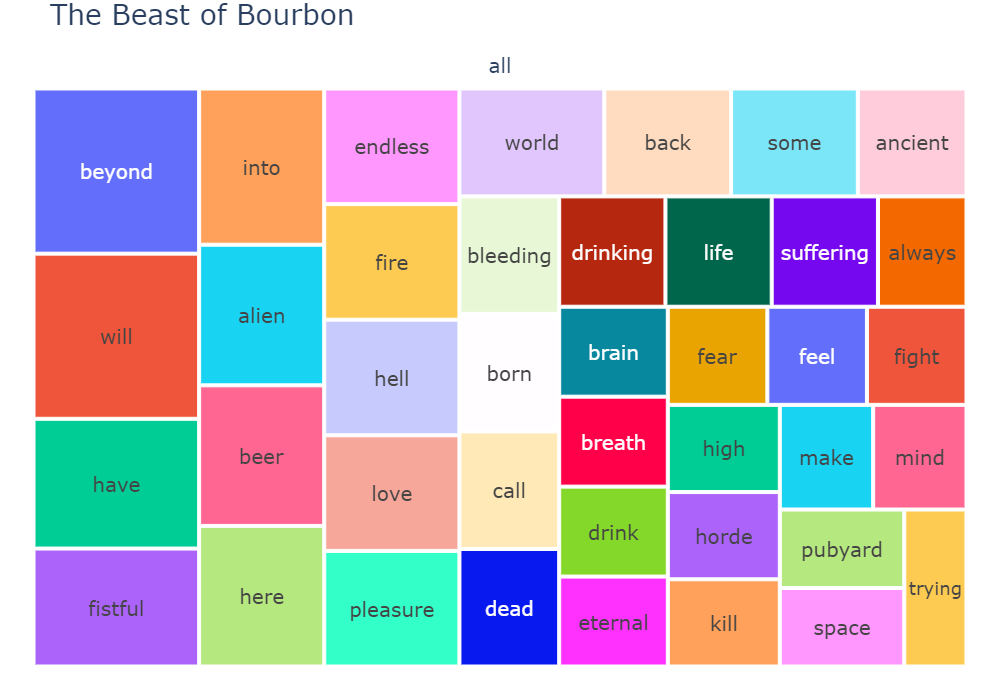 The Beast of Bourbon
all
beyond
will
have
fistful
into
alien
beer
here
endless
fire
hell
love
pleasure
world
back
some
ancient
bleeding
born
call
dead
drinking
life
suffering
always
brain
breath
drink
eternal
fear
feel
fight
high
horde
kill
make
mind
pubyard
space
trying